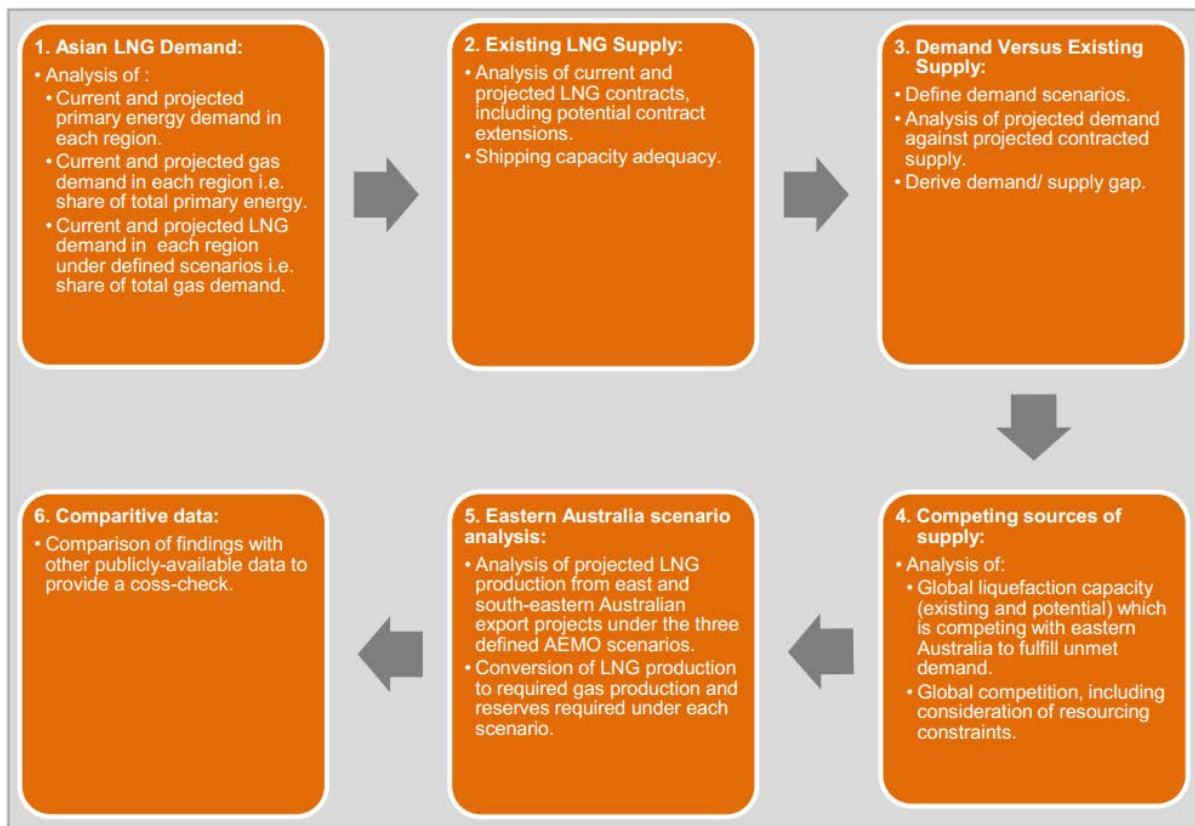 1. Asian LNG Demand:
• Analysis of :
• Current and projected
primary energy demand in
each region.
• Current and projected gas
demand in each region i.e.
share of total primary energy.
• Current and projected LNG
demand in each region
under defined scenarios i.e.
share of total gas demand.
2. Existing LNG Supply:
• Analysis of current and
projected LNG contracts,
including potential contract
extensions.
• Shipping capacity adequacy.
3. Demand Versus Existing
Supply:
• Define demand scenarios.
• Analysis of projected demand
against projected contracted
supply.
• Derive demand/ supply gap.
4. Competing sources of
supply:
• Analysis of:
• Global liquefaction capacity
(existing and potential) which
is competing with eastern
Australia to fulfill unmet
demand.
• Global competition, including
consideration of resourcing
constraints.
5. Eastern Australia scenario
analysis:
• Analysis of projected LNG
production from east and
south-eastern Australian
export projects under the three
defined AEMO scenarios.
• Conversion of LNG production
to required gas production and
reserves required under each
scenario.
6. Comparitive data:
• Comparison of findings with
other publicly-available data to
provide a coss-check.